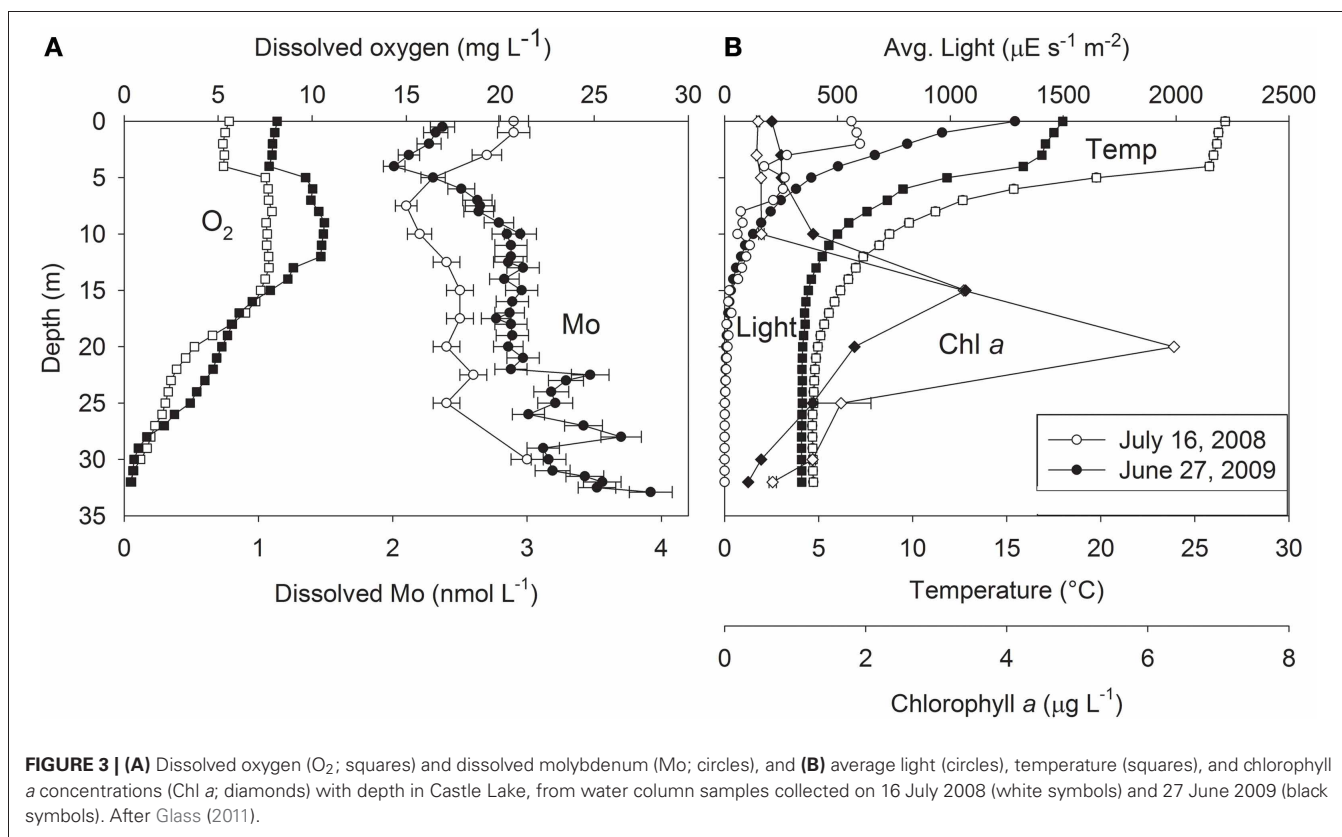 A
Dissolved oxygen (mg L-1)
0 5 10 15 20 25 30
0
5
10
15
20
25
30
35
Depth (m)
O2
Mo
0 1 2 3 4
Dissolved Mo (nmol L-1)
B
Avg. Light (μE s-1 m-2)
0 500 1000 1500 2000 2500
Temp
Light
Chl a
July 16, 2008
June 27, 2009
0 5 10 15 20 25 30
Temperature (°C)
0 2 4 6 8
Chlorophyll a (μg L-1)
FIGURE 3 | (A) Dissolved oxygen (O2; squares) and dissolved molybdenum (Mo; circles), and (B) average light (circles), temperature (squares), and chlorophyll
a concentrations (Chl a; diamonds) with depth in Castle Lake, from water column samples collected on 16 July 2008 (white symbols) and 27 June 2009 (black
symbols). After Glass (2011).